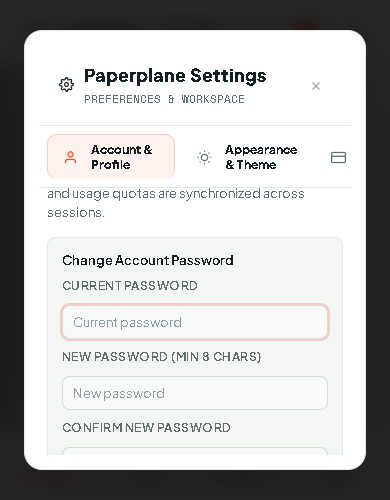 Paperplane Settings
PREFERENCES & WORKSPACE
Account &
Profile
Appearance
& Theme
and usage quotas are synchronized across
sessions.
Change Account Password
CURRENT PASSWORD
Current password
NEW PASSWORD (MIN 8 CHARS)
New password
CONFIRM NEW PASSWORD